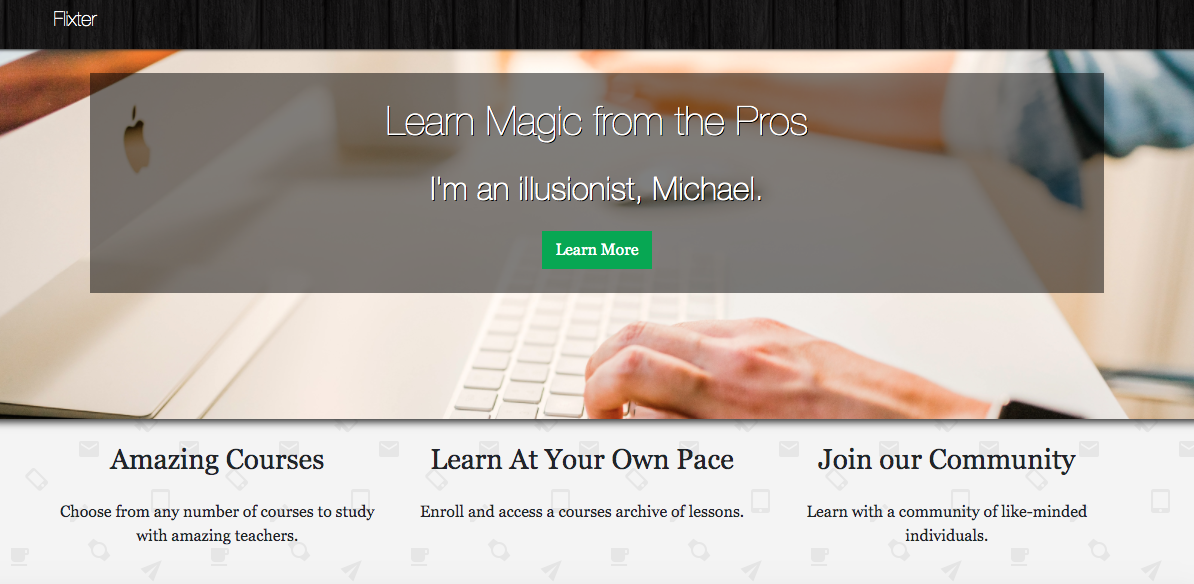 Flixter
Learn Magic from the Pros
I'm an illusionist, Michael.
Learn More
Amazing Courses
Choose from any number of courses to study
with amazing teachers.
Learn At Your Own Pace
Enroll and access a courses archive of lessons.
Join our Community
Learn with a community of like-minded
individuals.